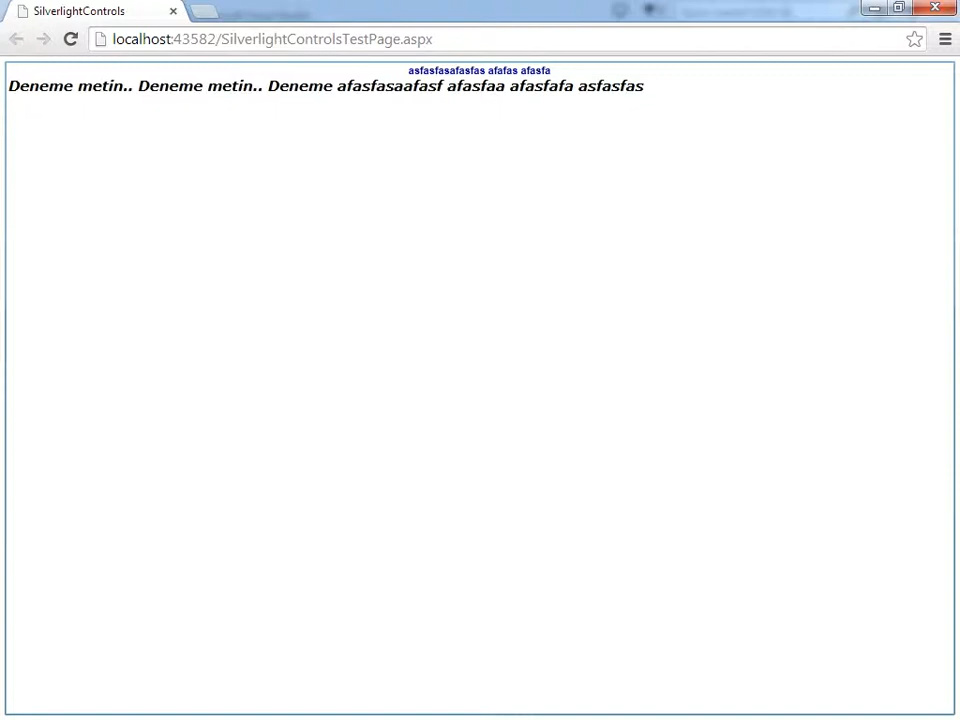 SilverlightControls
localhost:43582/SilverlightControlsTestPage.aspx
asfasfasafasfas afafas afasfa
Deneme metin.. Deneme metin.. Deneme afasfasaafasf afasfaa afasfafa asfasfas